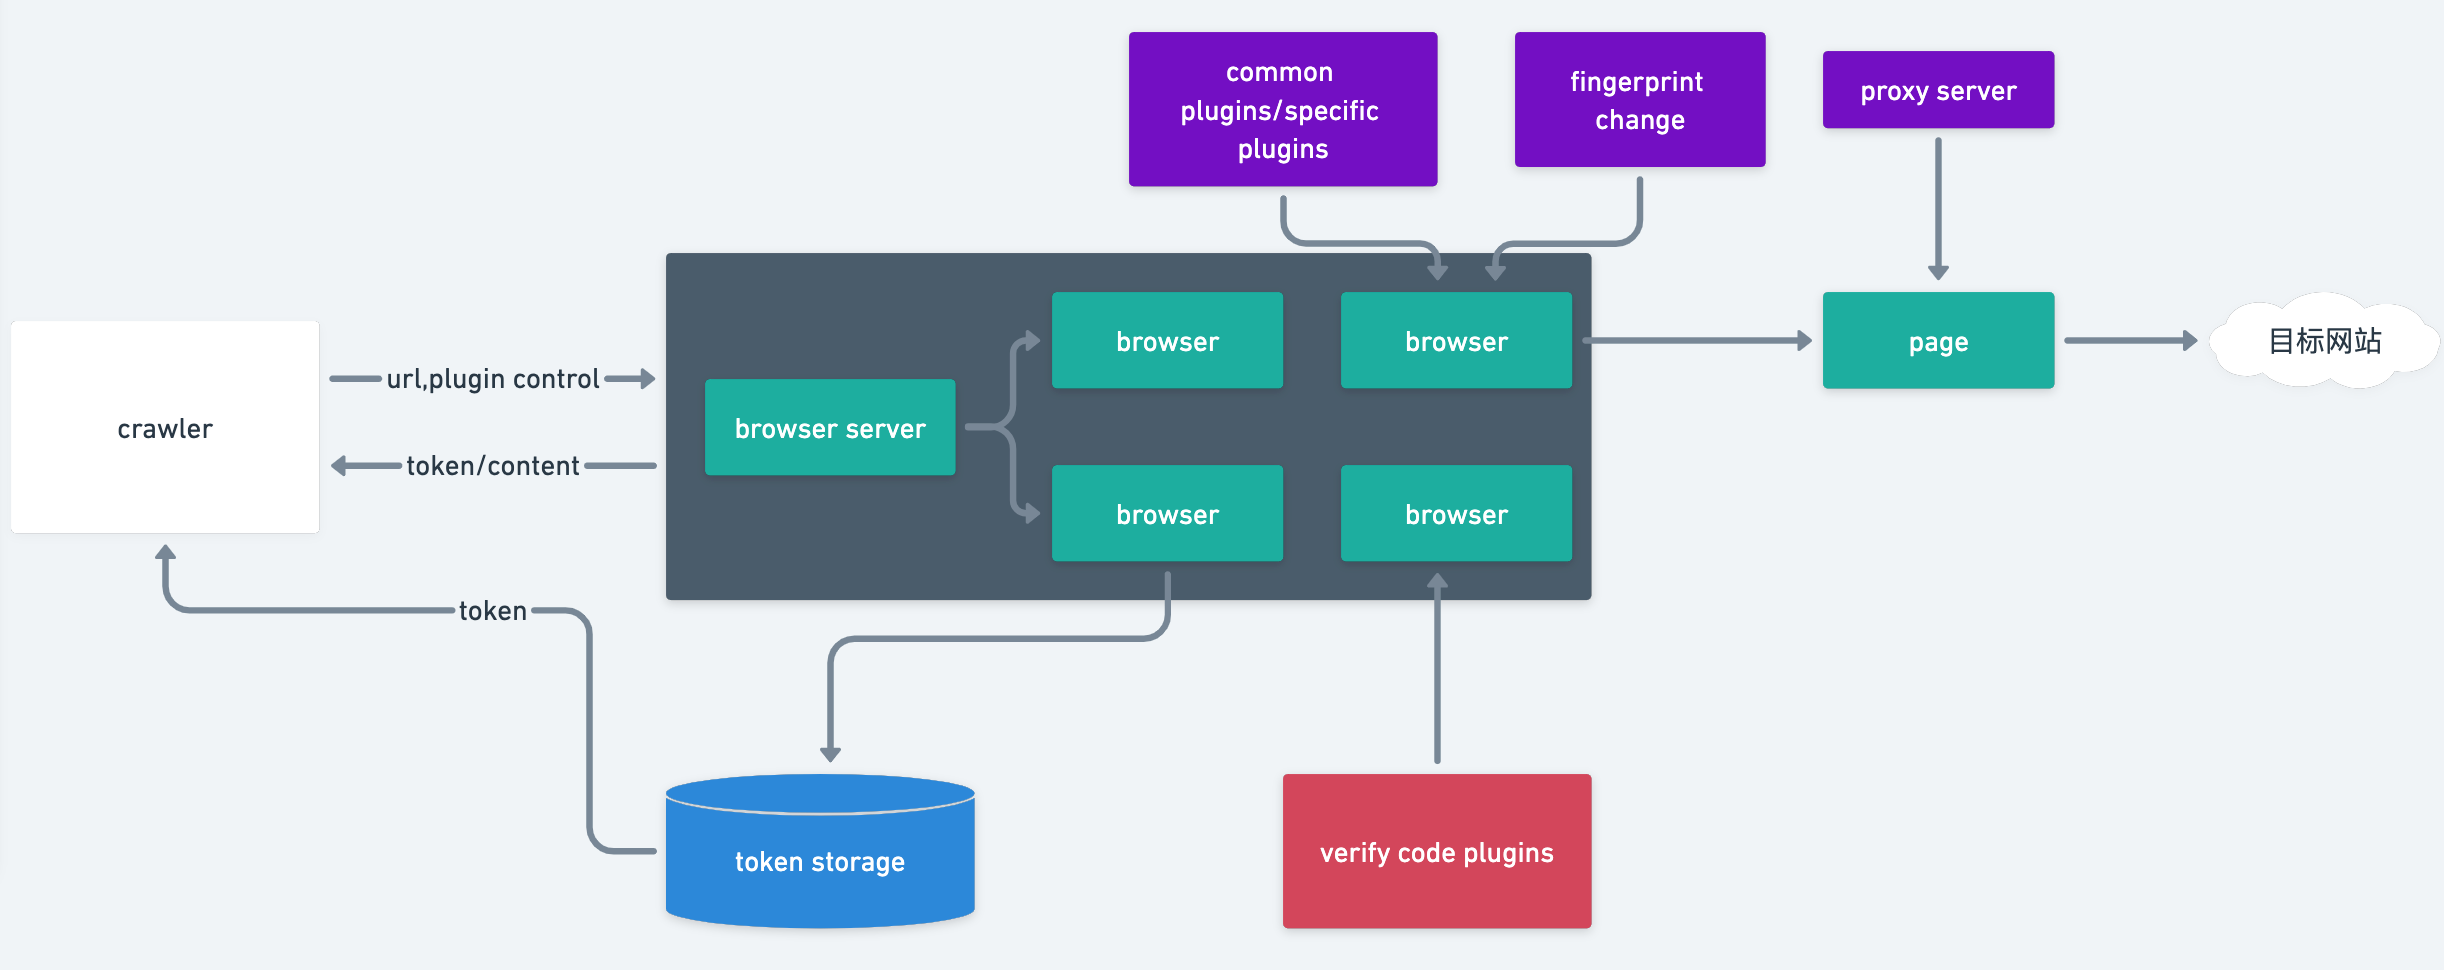 common
plugins/specific
plugins
fingerprint
change
proxy server
crawler
url,plugin control
token/content
browser server
browser
browser
browser
browser
page
目标网站
token
token storage
verify code plugins